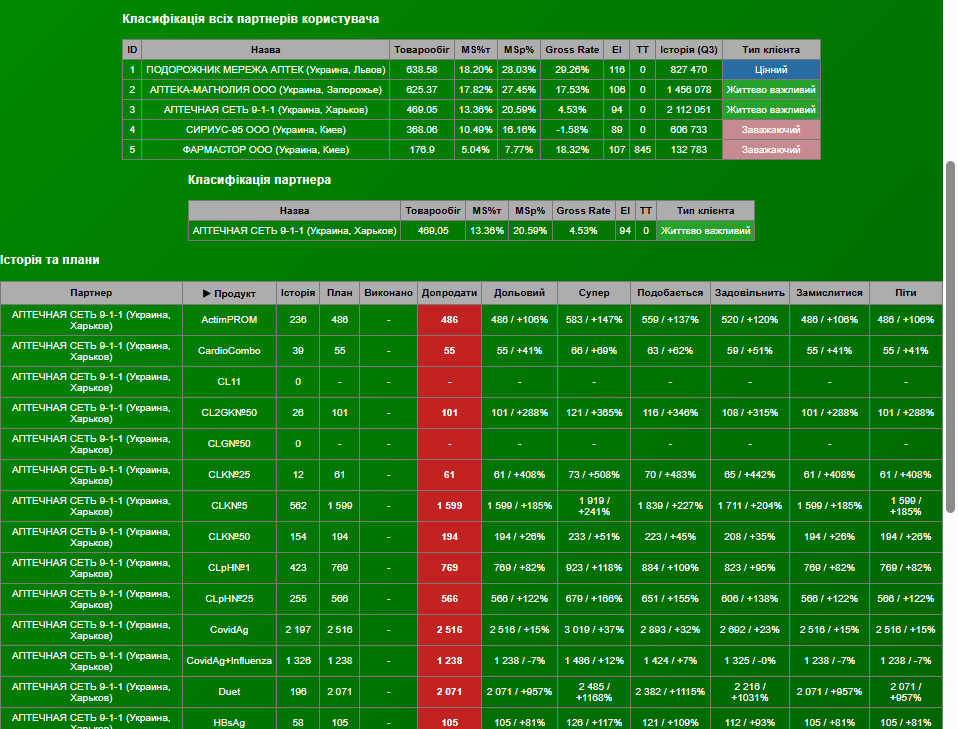 Класифікація всіх партнерів користувача
ID Назва Товарообіг MS%т MSp% Gross Rate EI ТТ Історія (Q3) Тип клієнта
1 ПОДОРОЖНИК МЕРЕЖА АПТЕК (Украина, Львов) 638.58 18.20% 28.03% 29.26% 116 0 827 470 Цінний
2 АПТЕКА-МАГНОЛИЯ ООО (Украина, Запорожье) 625.37 17.82% 27.45% 17.53% 106 0 1 456 078 Життєво важливий
3 АПТЕЧНАЯ СЕТЬ 9-1-1 (Украина, Харьков) 469.05 13.36% 20.59% 4.53% 94 0 2 112 051 Життєво важливий
4 СИРИУС-95 ООО (Украина, Киев) 368.06 10.49% 16.16% -1.58% 89 0 606 733 Заважаючий
5 ФАРМАСТОР ООО (Украина, Киев) 176.9 5.04% 7.77% 18.32% 107 845 132 783 Заважаючий
Класифікація партнера
Назва Товарообіг MS%т MSp% Gross Rate EI ТТ Тип клієнта
АПТЕЧНАЯ СЕТЬ 9-1-1 (Украина, Харьков) 469,05 13.36% 20.59% 4.53% 94 0 Життєво важливий
Історія та плани
Партнер ▶ Продукт Історія План Виконано Допродати Дольовий Супер Подобається Задовільнить Замислитися Піти
АПТЕЧНАЯ СЕТЬ 9-1-1 (Украина,
Харьков) ActimPROM 236 486 - 486 486 / +106% 583 / +147% 559 / +137% 520 / +120% 486 / +106% 486 / +106%
АПТЕЧНАЯ СЕТЬ 9-1-1 (Украина,
Харьков) CardioCombo 39 55 - 55 55 / +41% 66 / +69% 63 / +62% 59 / +51% 55 / +41% 55 / +41%
АПТЕЧНАЯ СЕТЬ 9-1-1 (Украина,
Харьков) CL11 0 - - - - - - - - -
АПТЕЧНАЯ СЕТЬ 9-1-1 (Украина,
Харьков) CL2GK№50 26 101 - 101 101 / +288% 121 / +365% 116 / +346% 108 / +315% 101 / +288% 101 / +288%
АПТЕЧНАЯ СЕТЬ 9-1-1 (Украина,
Харьков) CLG№50 0 - - - - - - - - -
АПТЕЧНАЯ СЕТЬ 9-1-1 (Украина,
Харьков) CLK№25 12 61 - 61 61 / +408% 73 / +508% 70 / +483% 65 / +442% 61 / +408% 61 / +408%
АПТЕЧНАЯ СЕТЬ 9-1-1 (Украина,
Харьков) CLK№5 562 1 599 - 1 599 1 599 / +185% 1 919 /
+241% 1 839 / +227% 1 711 / +204% 1 599 / +185% 1 599 /
+185%
АПТЕЧНАЯ СЕТЬ 9-1-1 (Украина,
Харьков) CLK№50 154 194 - 194 194 / +26% 233 / +51% 223 / +45% 208 / +35% 194 / +26% 194 / +26%
АПТЕЧНАЯ СЕТЬ 9-1-1 (Украина,
Харьков) CLpH№1 423 769 - 769 769 / +82% 923 / +118% 884 / +109% 823 / +95% 769 / +82% 769 / +82%
АПТЕЧНАЯ СЕТЬ 9-1-1 (Украина,
Харьков) CLpH№25 255 566 - 566 566 / +122% 679 / +166% 651 / +155% 606 / +138% 566 / +122% 566 / +122%
АПТЕЧНАЯ СЕТЬ 9-1-1 (Украина,
Харьков) CovidAg 2 197 2 516 - 2 516 2 516 / +15% 3 019 / +37% 2 893 / +32% 2 692 / +23% 2 516 / +15% 2 516 / +15%
АПТЕЧНАЯ СЕТЬ 9-1-1 (Украина,
Харьков) CovidAg+Influenza 1 326 1 238 - 1 238 1 238 / -7% 1 486 / +12% 1 424 / +7% 1 325 / -0% 1 238 / -7% 1 238 / -7%
АПТЕЧНАЯ СЕТЬ 9-1-1 (Украина,
Харьков) Duet 196 2 071 - 2 071 2 071 / +957% 2 485 /
+1168% 2 382 / +1115% 2 216 /
+1031% 2 071 / +957% 2 071 /
+957%
АПТЕЧНАЯ СЕТЬ 9-1-1 (Украина,
Харьков) HBsAg 58 105 - 105 105 / +81% 126 / +117% 121 / +109% 112 / +93% 105 / +81% 105 / +81%